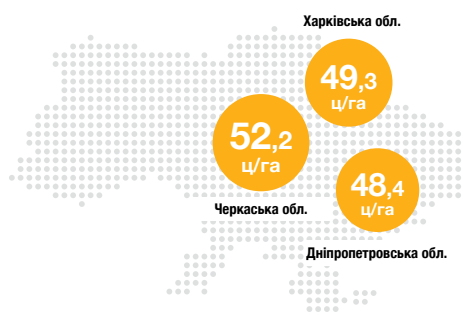 Харківська обл.
49,3
ц/га
52,2
ц/га
Черкаська обл.
48,4
ц/га
Дніпропетровська обл.